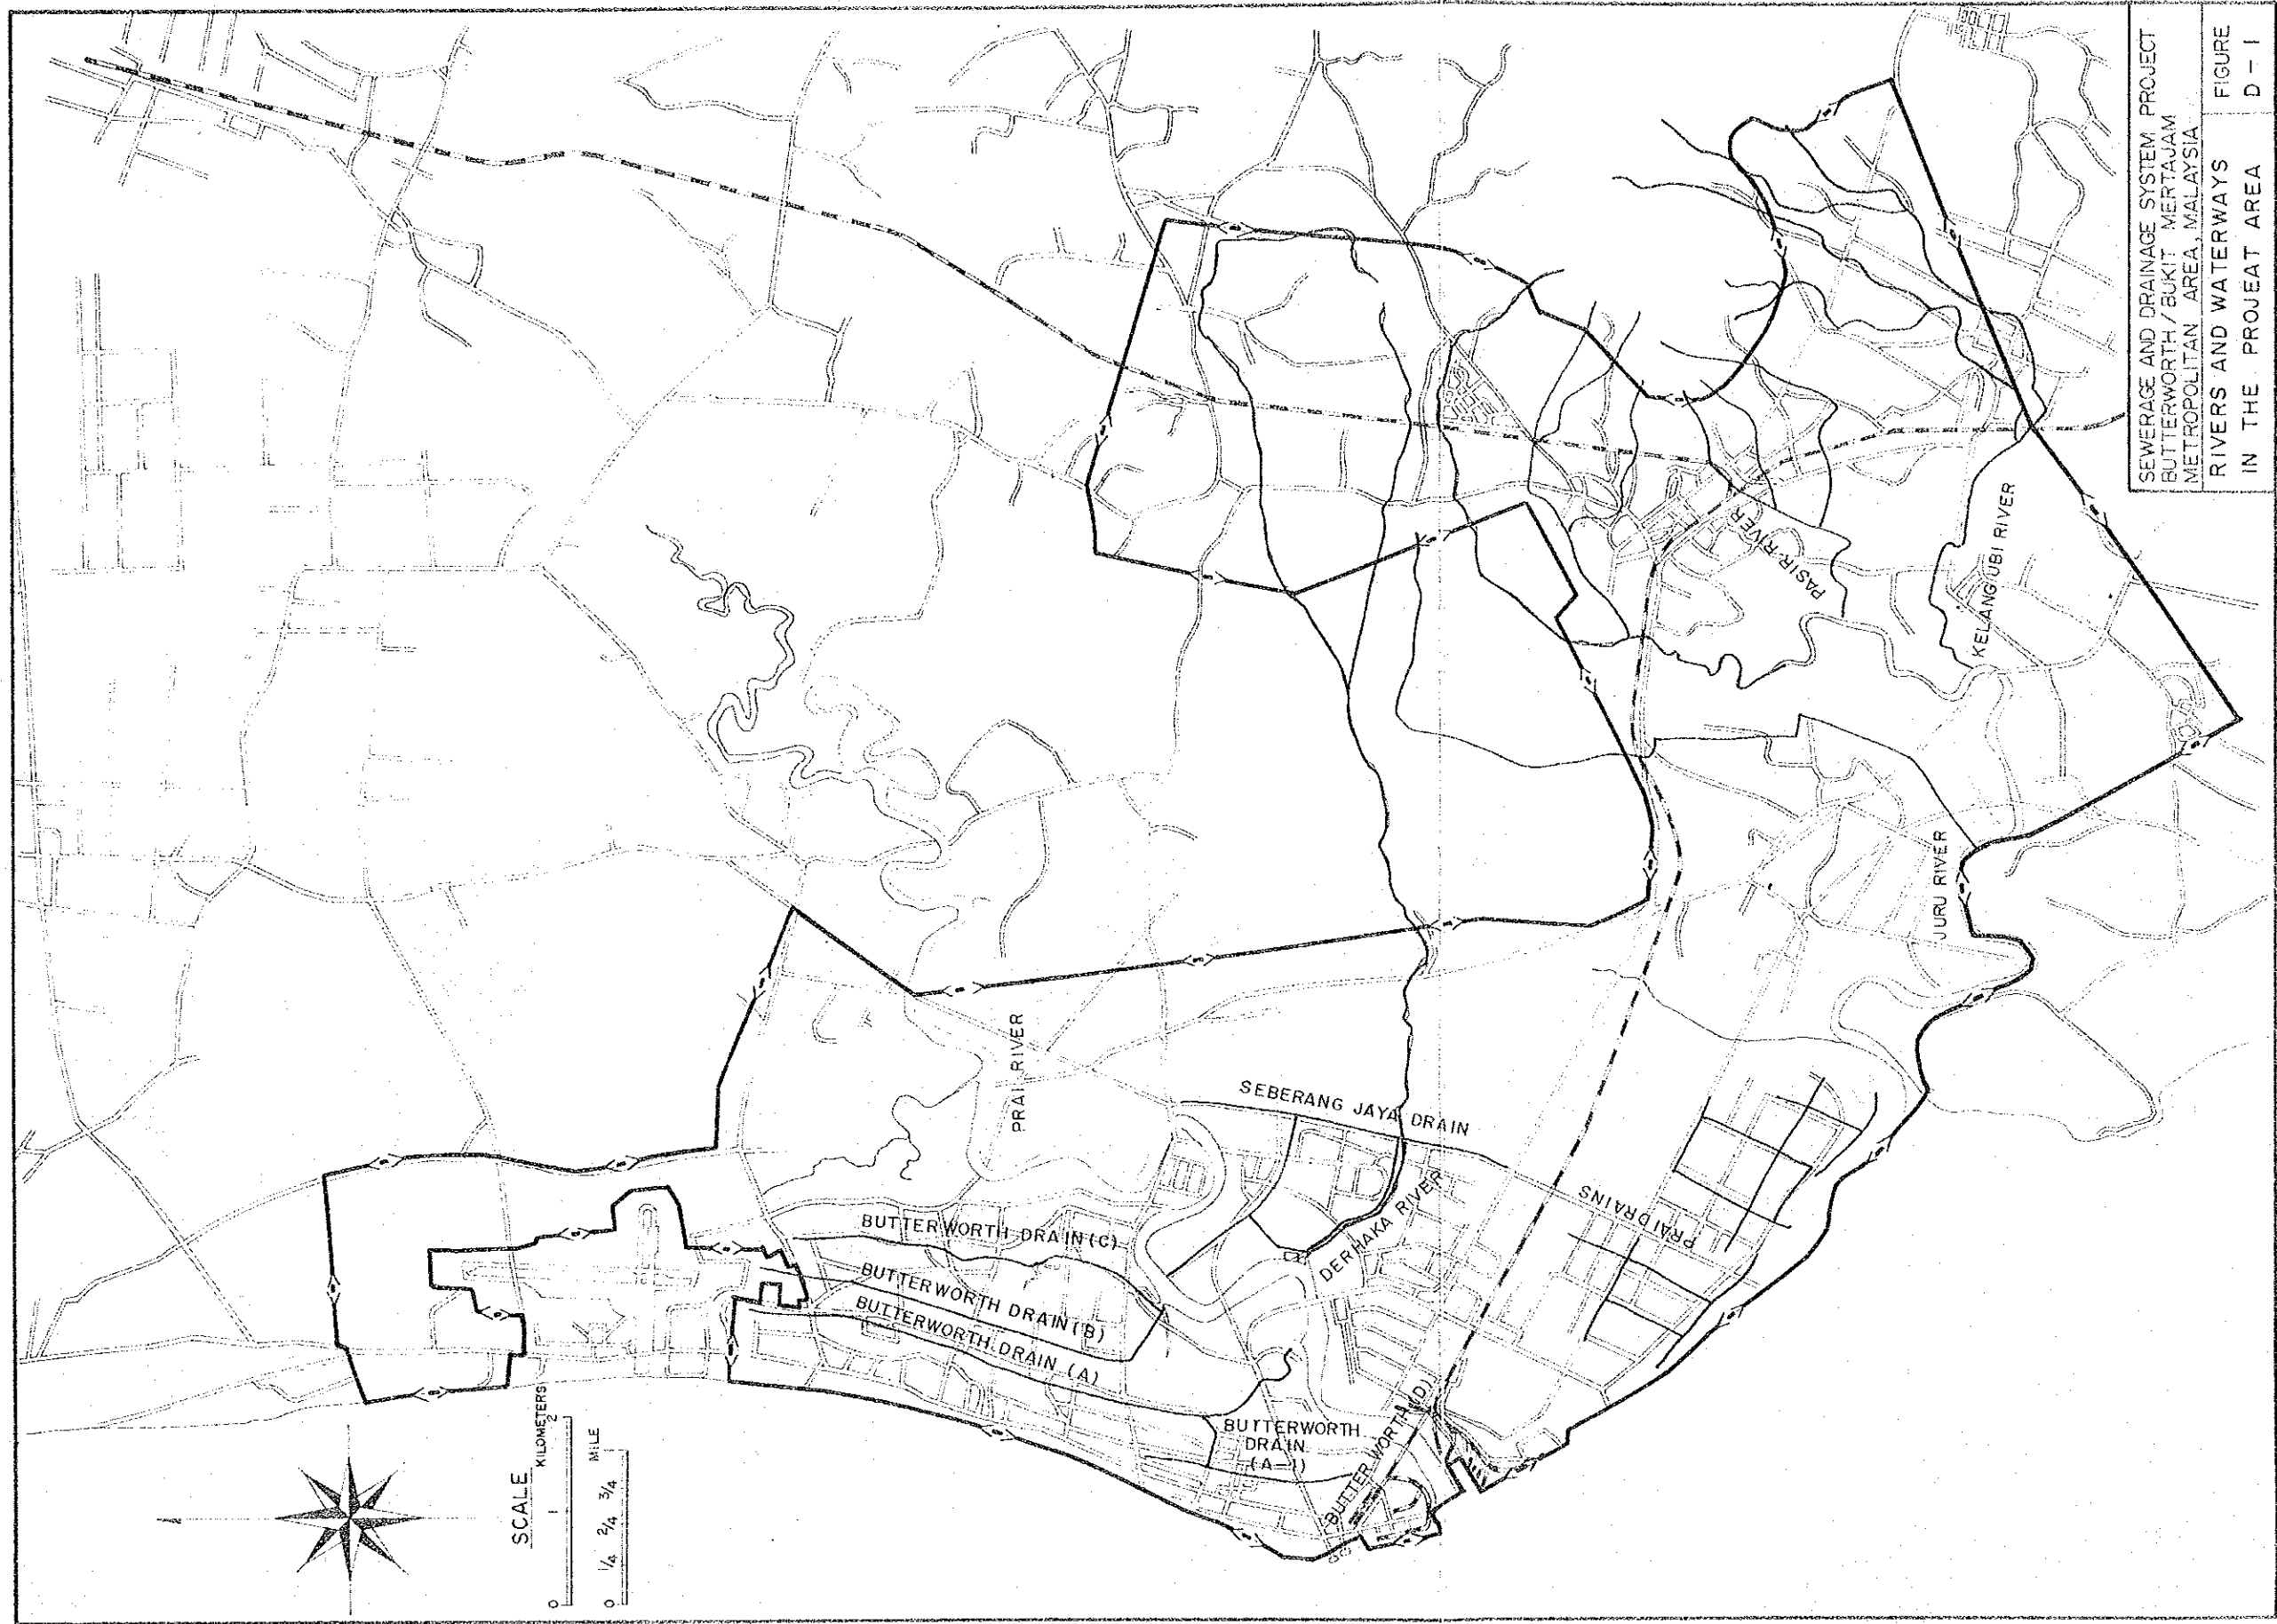 SEWERAGE AND DRAINAGE SYSTEM PROJECT
BUTTERWORTH / BUKIT MERTAJAM
METROPOLITAN AREA, MALAYSIA
RIVERS AND WATERWAYS
IN THE PROJEAT AREA
FIGURE
D - 1
PASIR RIVER
KELANG UBI RIVER
JURU RIVER
PRAI RIVER
SEBERANG JAYA DRAIN
DERHAKA RIVER
PRAI DRAINS
BUTTERWORTH DRAIN (C)
BUTTERWORTH DRAIN (B)
BUTTERWORTH DRAIN (A)
BUTTERWORTH
DRAIN
(A-1)
BUTTERWORTH (D)
SCALE
KILOMETERS
0 1 2
MILE
0 1/4 2/4 3/4